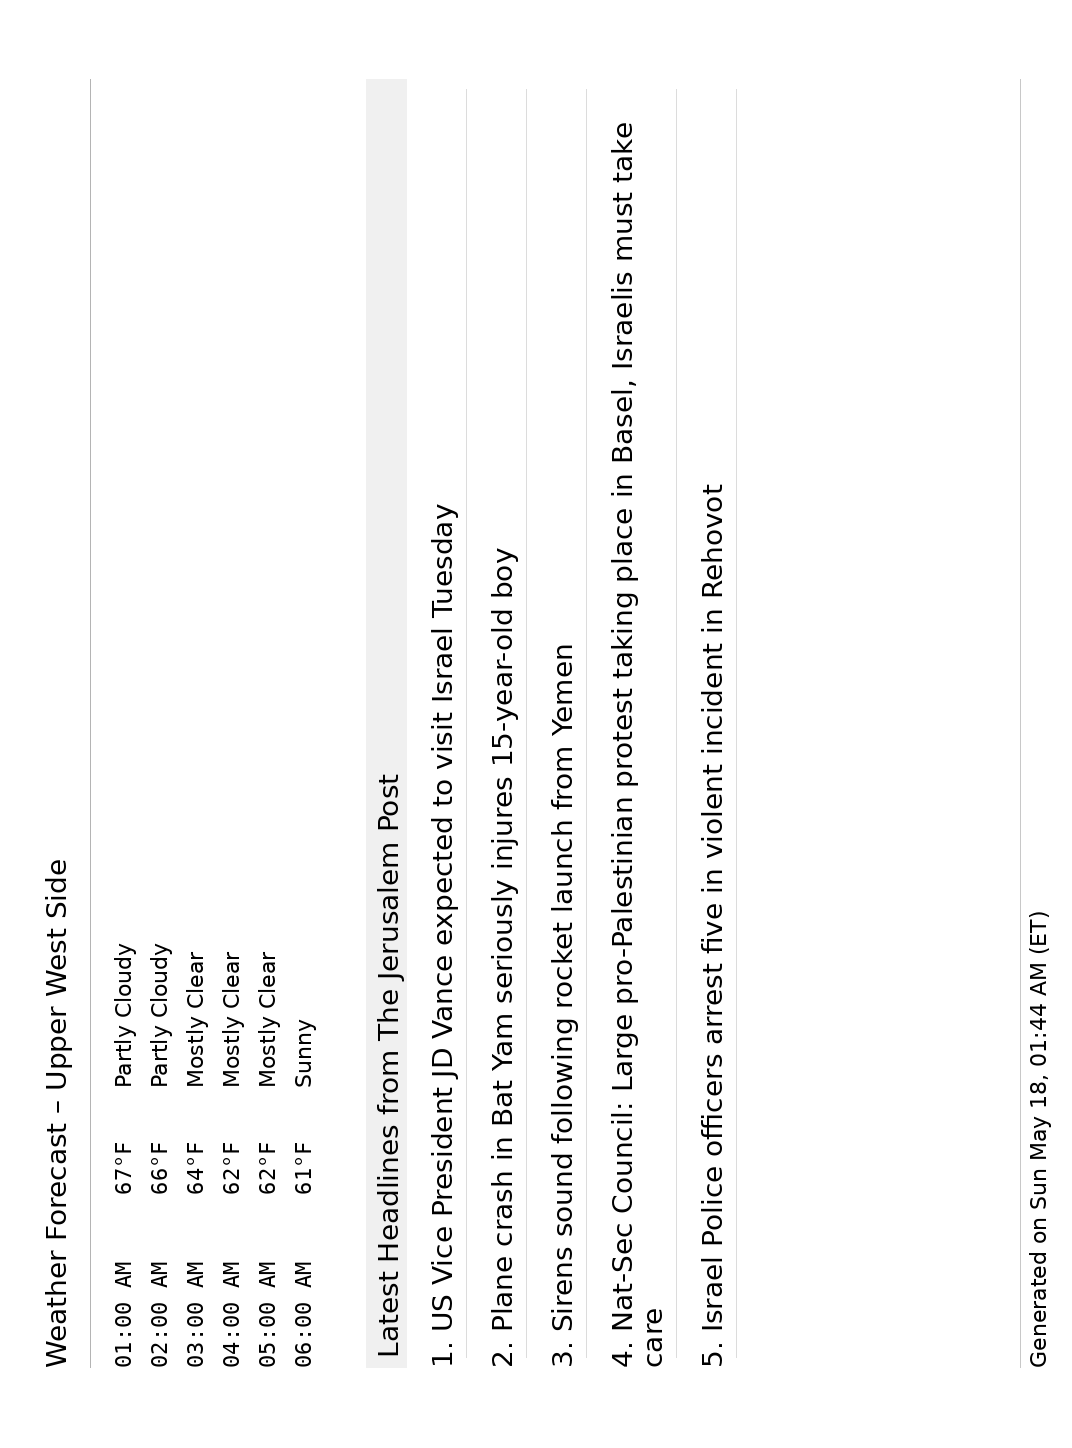 Weather Forecast – Upper West Side
01:00 AM 67°F Partly Cloudy
02:00 AM 66°F Partly Cloudy
03:00 AM 64°F Mostly Clear
04:00 AM 62°F Mostly Clear
05:00 AM 62°F Mostly Clear
06:00 AM 61°F Sunny
Latest Headlines from The Jerusalem Post
1. US Vice President JD Vance expected to visit Israel Tuesday
2. Plane crash in Bat Yam seriously injures 15-year-old boy
3. Sirens sound following rocket launch from Yemen
4. Nat-Sec Council: Large pro-Palestinian protest taking place in Basel, Israelis must take
care
5. Israel Police officers arrest five in violent incident in Rehovot
Generated on Sun May 18, 01:44 AM (ET)